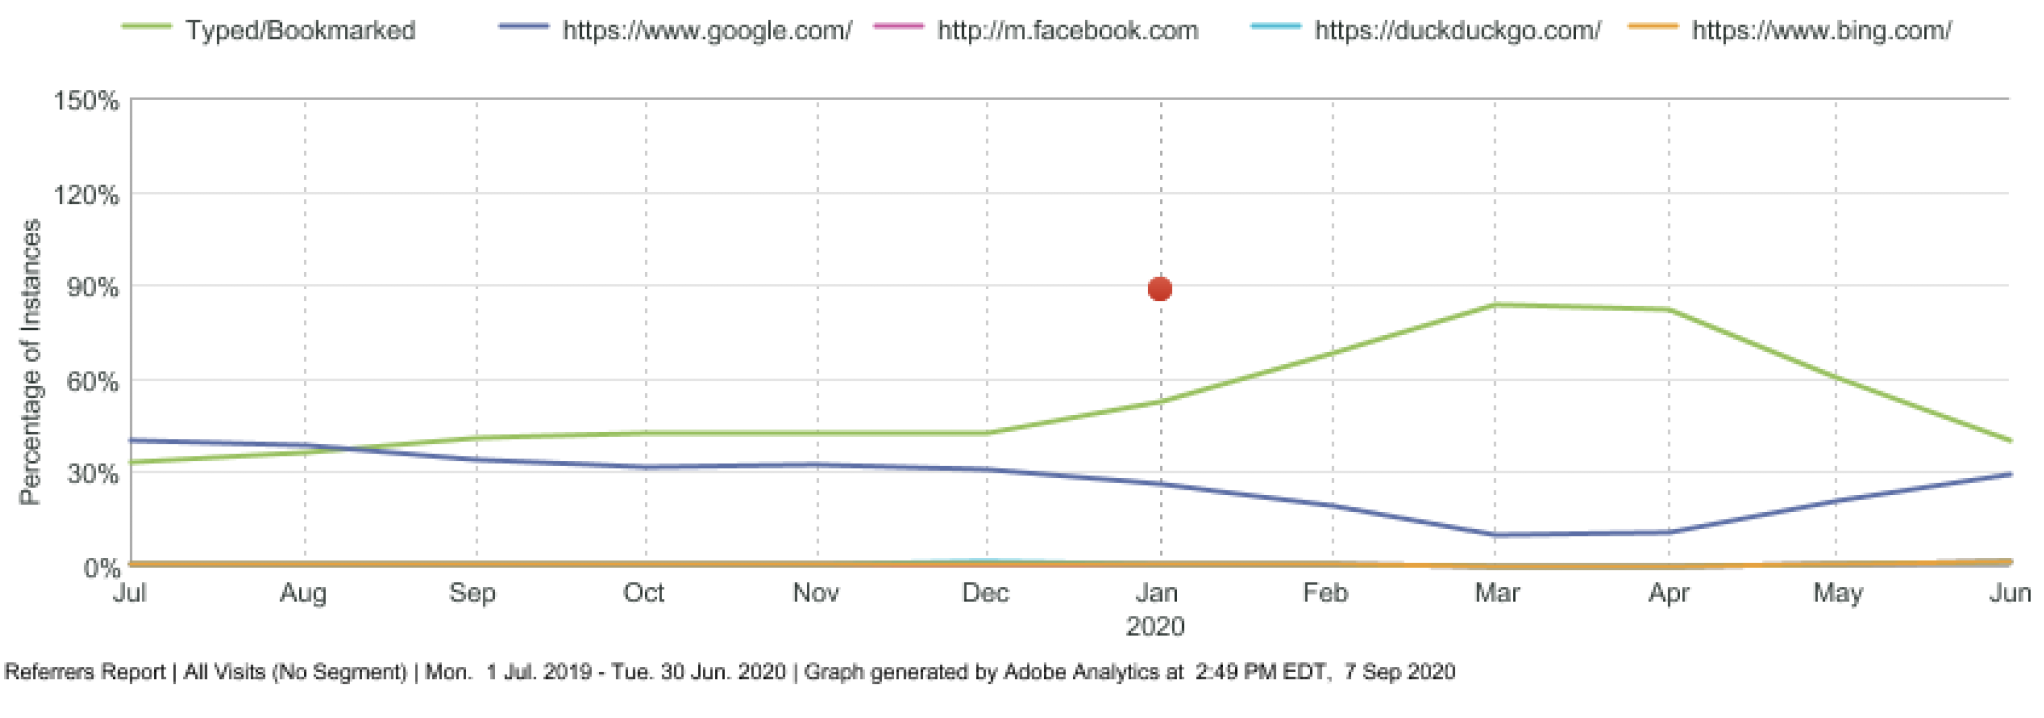 Typed/Bookmarked https://www.google.com/ http://m.facebook.com https://duckduckgo.com/ https://www.bing.com/
Percentage of Instances
150%
120%
90%
60%
30%
0%
Jul Aug Sep Oct Nov Dec Jan Feb Mar Apr May Jun
2020
Referrers Report | All Visits (No Segment) | Mon. 1 Jul. 2019 - Tue. 30 Jun. 2020 | Graph generated by Adobe Analytics at 2:49 PM EDT, 7 Sep 2020